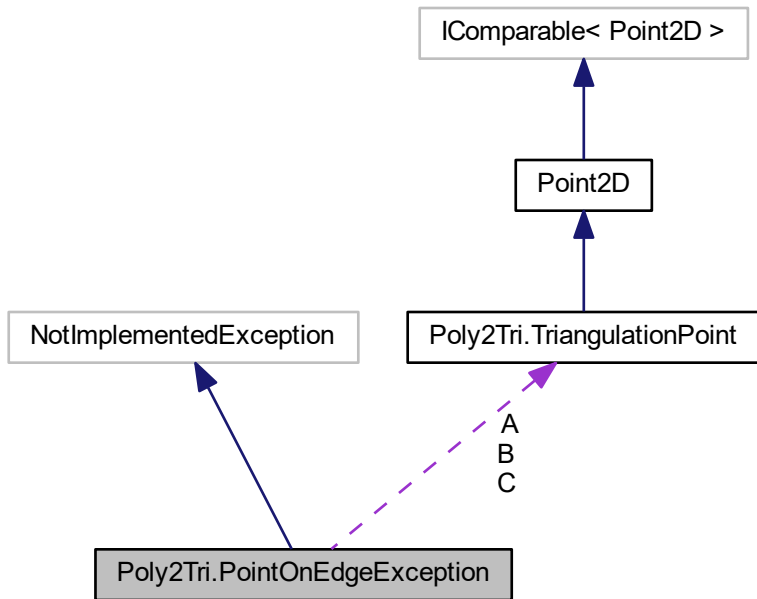 IComparable< Point2D >
Point2D
NotImplementedException
Poly2Tri.TriangulationPoint
A
B
C
Poly2Tri.PointOnEdgeException